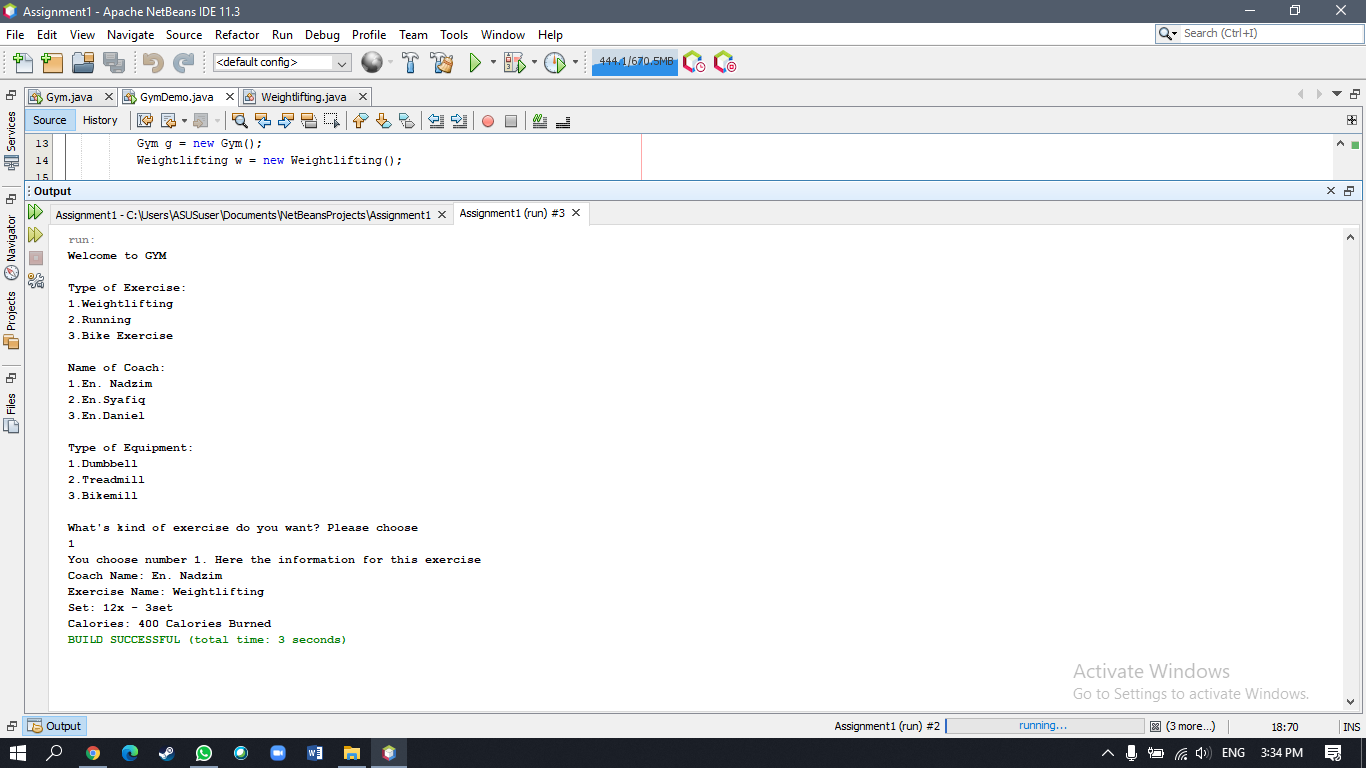 Assignment1 - Apache NetBeans IDE 11.3
File Edit View Navigate Source Refactor Run Debug Profile Team Tools Window Help
Search (Ctrl+I)
<default config>
444.1/670.5MB
Gym.java
GymDemo.java
Weightlifting.java
Services
Navigator
Projects
Files
Source History
13 Gym g = new Gym();
14 Weightlifting w = new Weightlifting();
15
Output
Assignment1 - C:\Users\ASUSuser\Documents\NetBeansProjects\Assignment1
Assignment1 (run) #3
run:
Welcome to GYM
Type of Exercise:
1.Weightlifting
2.Running
3.Bike Exercise
Name of Coach:
1.En. Nadzim
2.En.Syafiq
3.En.Daniel
Type of Equipment:
1.Dumbbell
2.Treadmill
3.Bikemill
What's kind of exercise do you want? Please choose
1
You choose number 1. Here the information for this exercise
Coach Name: En. Nadzim
Exercise Name: Weightlifting
Set: 12x - 3set
Calories: 400 Calories Burned
BUILD SUCCESSFUL (total time: 3 seconds)
Activate Windows
Go to Settings to activate Windows.
Output
Assignment1 (run) #2
running...
(3 more...)
18:70
INS
ENG
3:34 PM